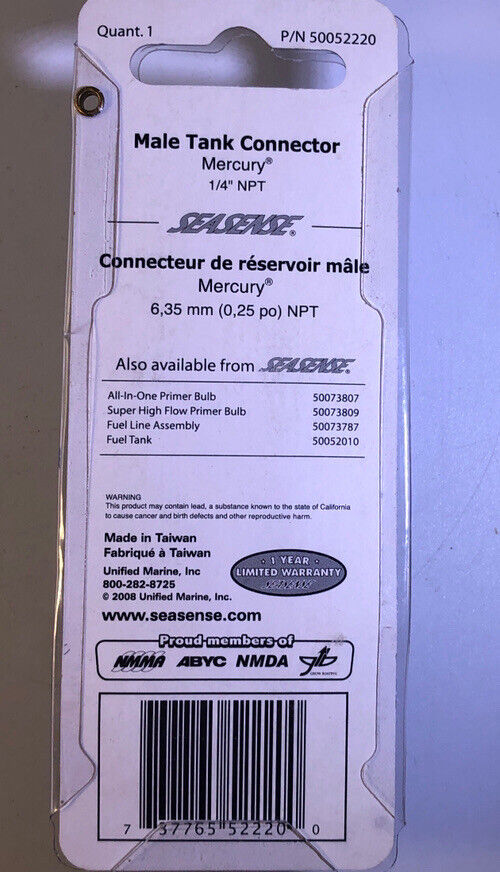 Quant. 1
P/N 50052220
Male Tank Connector
Mercury®
1/4" NPT
SEASENSE®
Connecteur de réservoir mâle
Mercury®
6,35 mm (0,25 po) NPT
Also available from SEASENSE®
All-In-One Primer Bulb 50073807
Super High Flow Primer Bulb 50073809
Fuel Line Assembly 50073787
Fuel Tank 50052010
WARNING
This product may contain lead, a substance known to the state of California
to cause cancer and birth defects and other reproductive harm.
Made in Taiwan
Fabriqué à Taiwan
Unified Marine, Inc
800-282-8725
© 2008 Unified Marine, Inc.
• 1 YEAR •
LIMITED WARRANTY
SEASENSE
www.seasense.com
Proud members of
NMMA ABYC NMDA
GROW BOATING
7 37765 52220 0